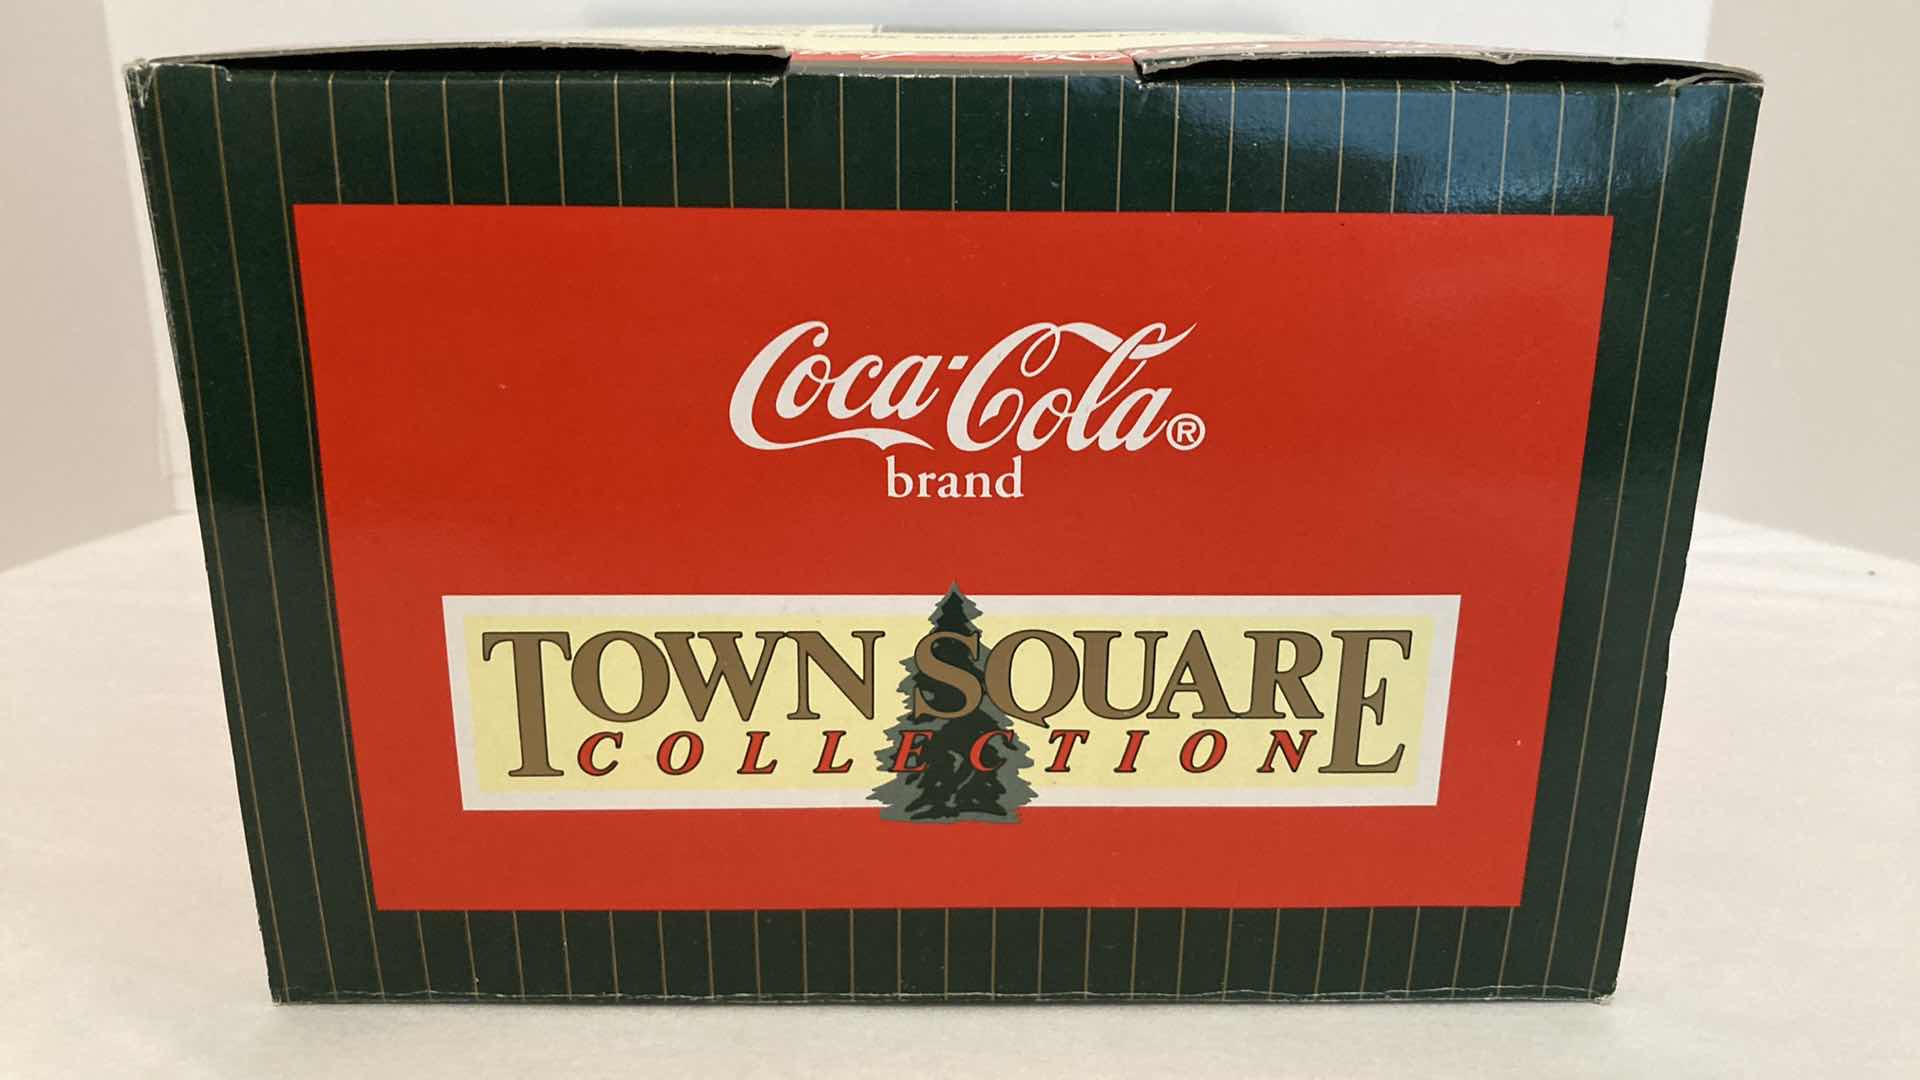 Coca-Cola®
brand
TOWN SQUARE
COLLECTION